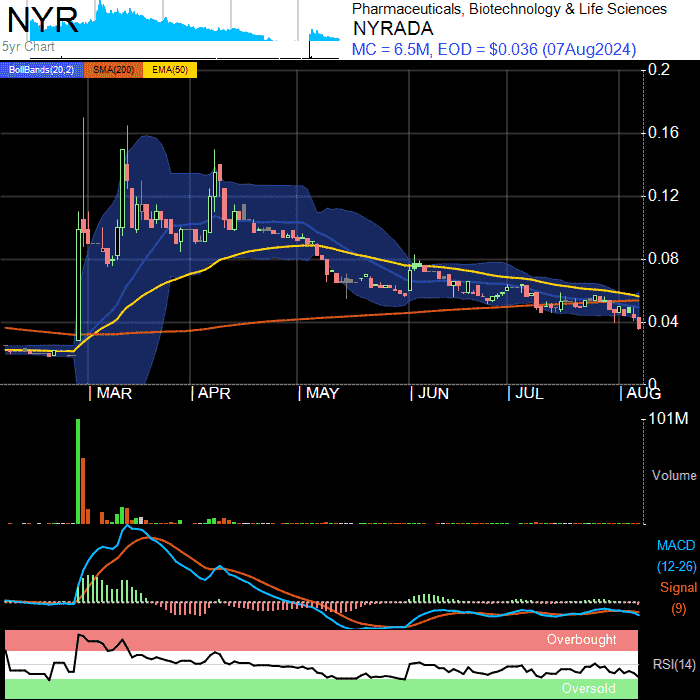 NYR
5yr Chart
Pharmaceuticals, Biotechnology & Life Sciences
NYRADA
MC = 6.5M, EOD = $0.036 (07Aug2024)
BollBands(20,2) SMA(200) EMA(50)
0.2
0.16
0.12
0.08
0.04
0
MAR APR MAY JUN JUL AUG
101M
Volume
MACD
(12-26)
Signal
(9)
Overbought
RSI(14)
Oversold